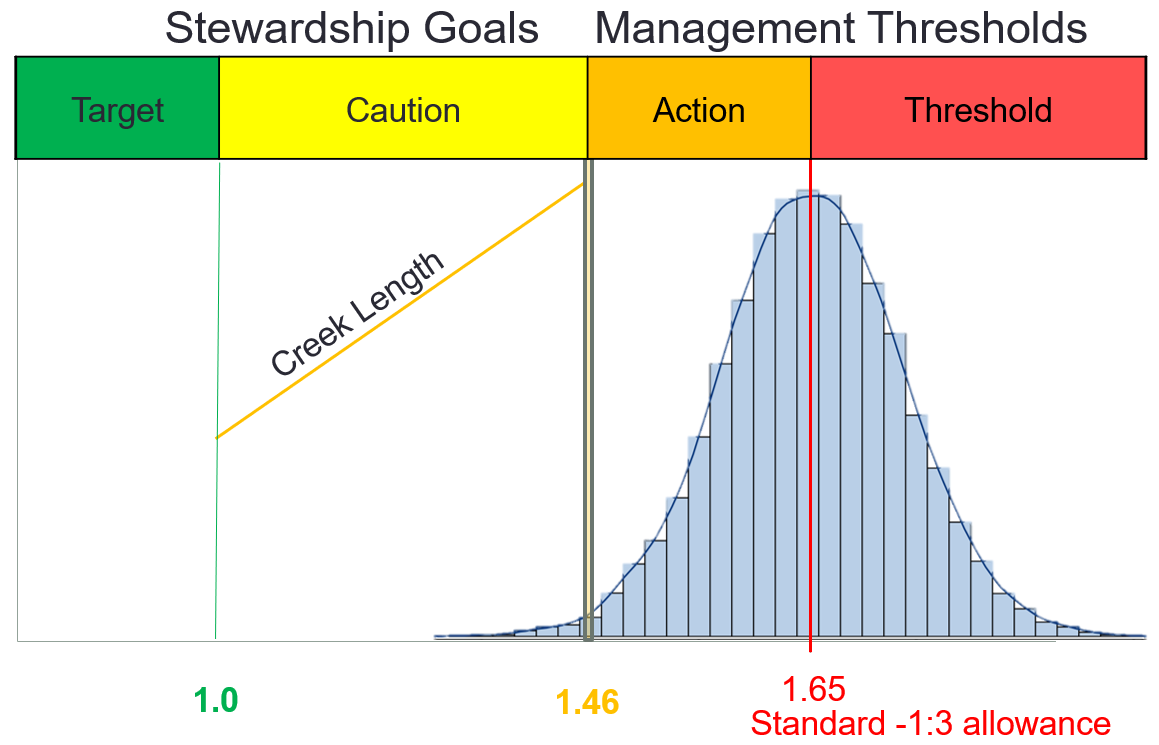 Stewardship Goals Management Thresholds
Target Caution Action Threshold
Creek Length
1.0 1.46 1.65
Standard -1:3 allowance